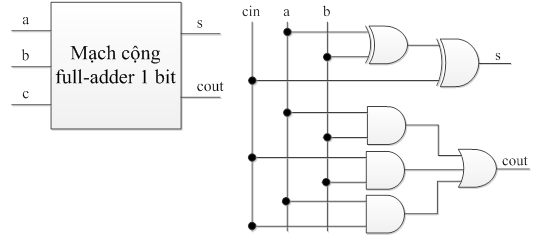 a
b
c
Mạch cộng
full-adder 1 bit
s
cout
cin
a
b
s
cout